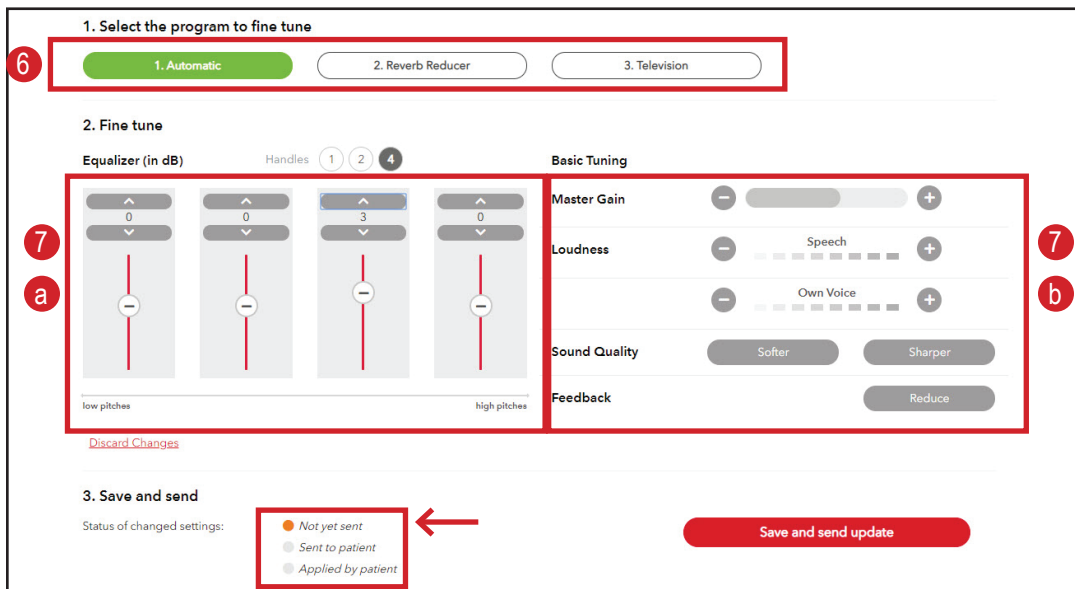 1. Select the program to fine tune
6
1. Automatic
2. Reverb Reducer
3. Television
2. Fine tune
Equalizer (in dB)
Handles 1 2 4
Basic Tuning
0
0
3
0
7
a
low pitches
high pitches
Master Gain
Loudness
Speech
Own Voice
Sound Quality
Softer
Sharper
Feedback
Reduce
7
b
Discard Changes
3. Save and send
Status of changed settings:
Not yet sent
Sent to patient
Applied by patient
Save and send update